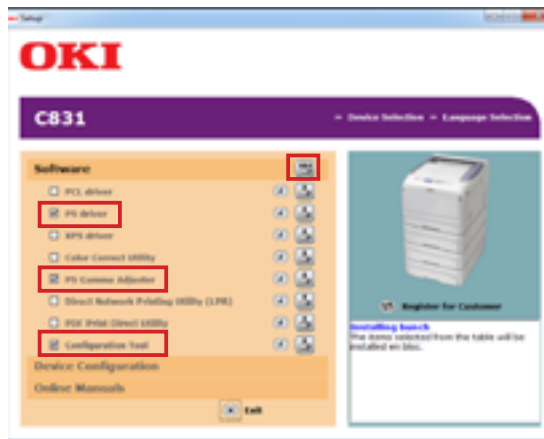 Setup
OKI
C831
Device Selection
Language Selection
Software
PCL driver
PS driver
XPS driver
Color Correct Utility
PS Gamma Adjuster
Direct Network Printing Utility (LPR)
PDF Print Direct Utility
Configuration Tool
Device Configuration
Online Manuals
Exit
Register for Customer
Installing bunch
The items selected from the table will be
installed en bloc.